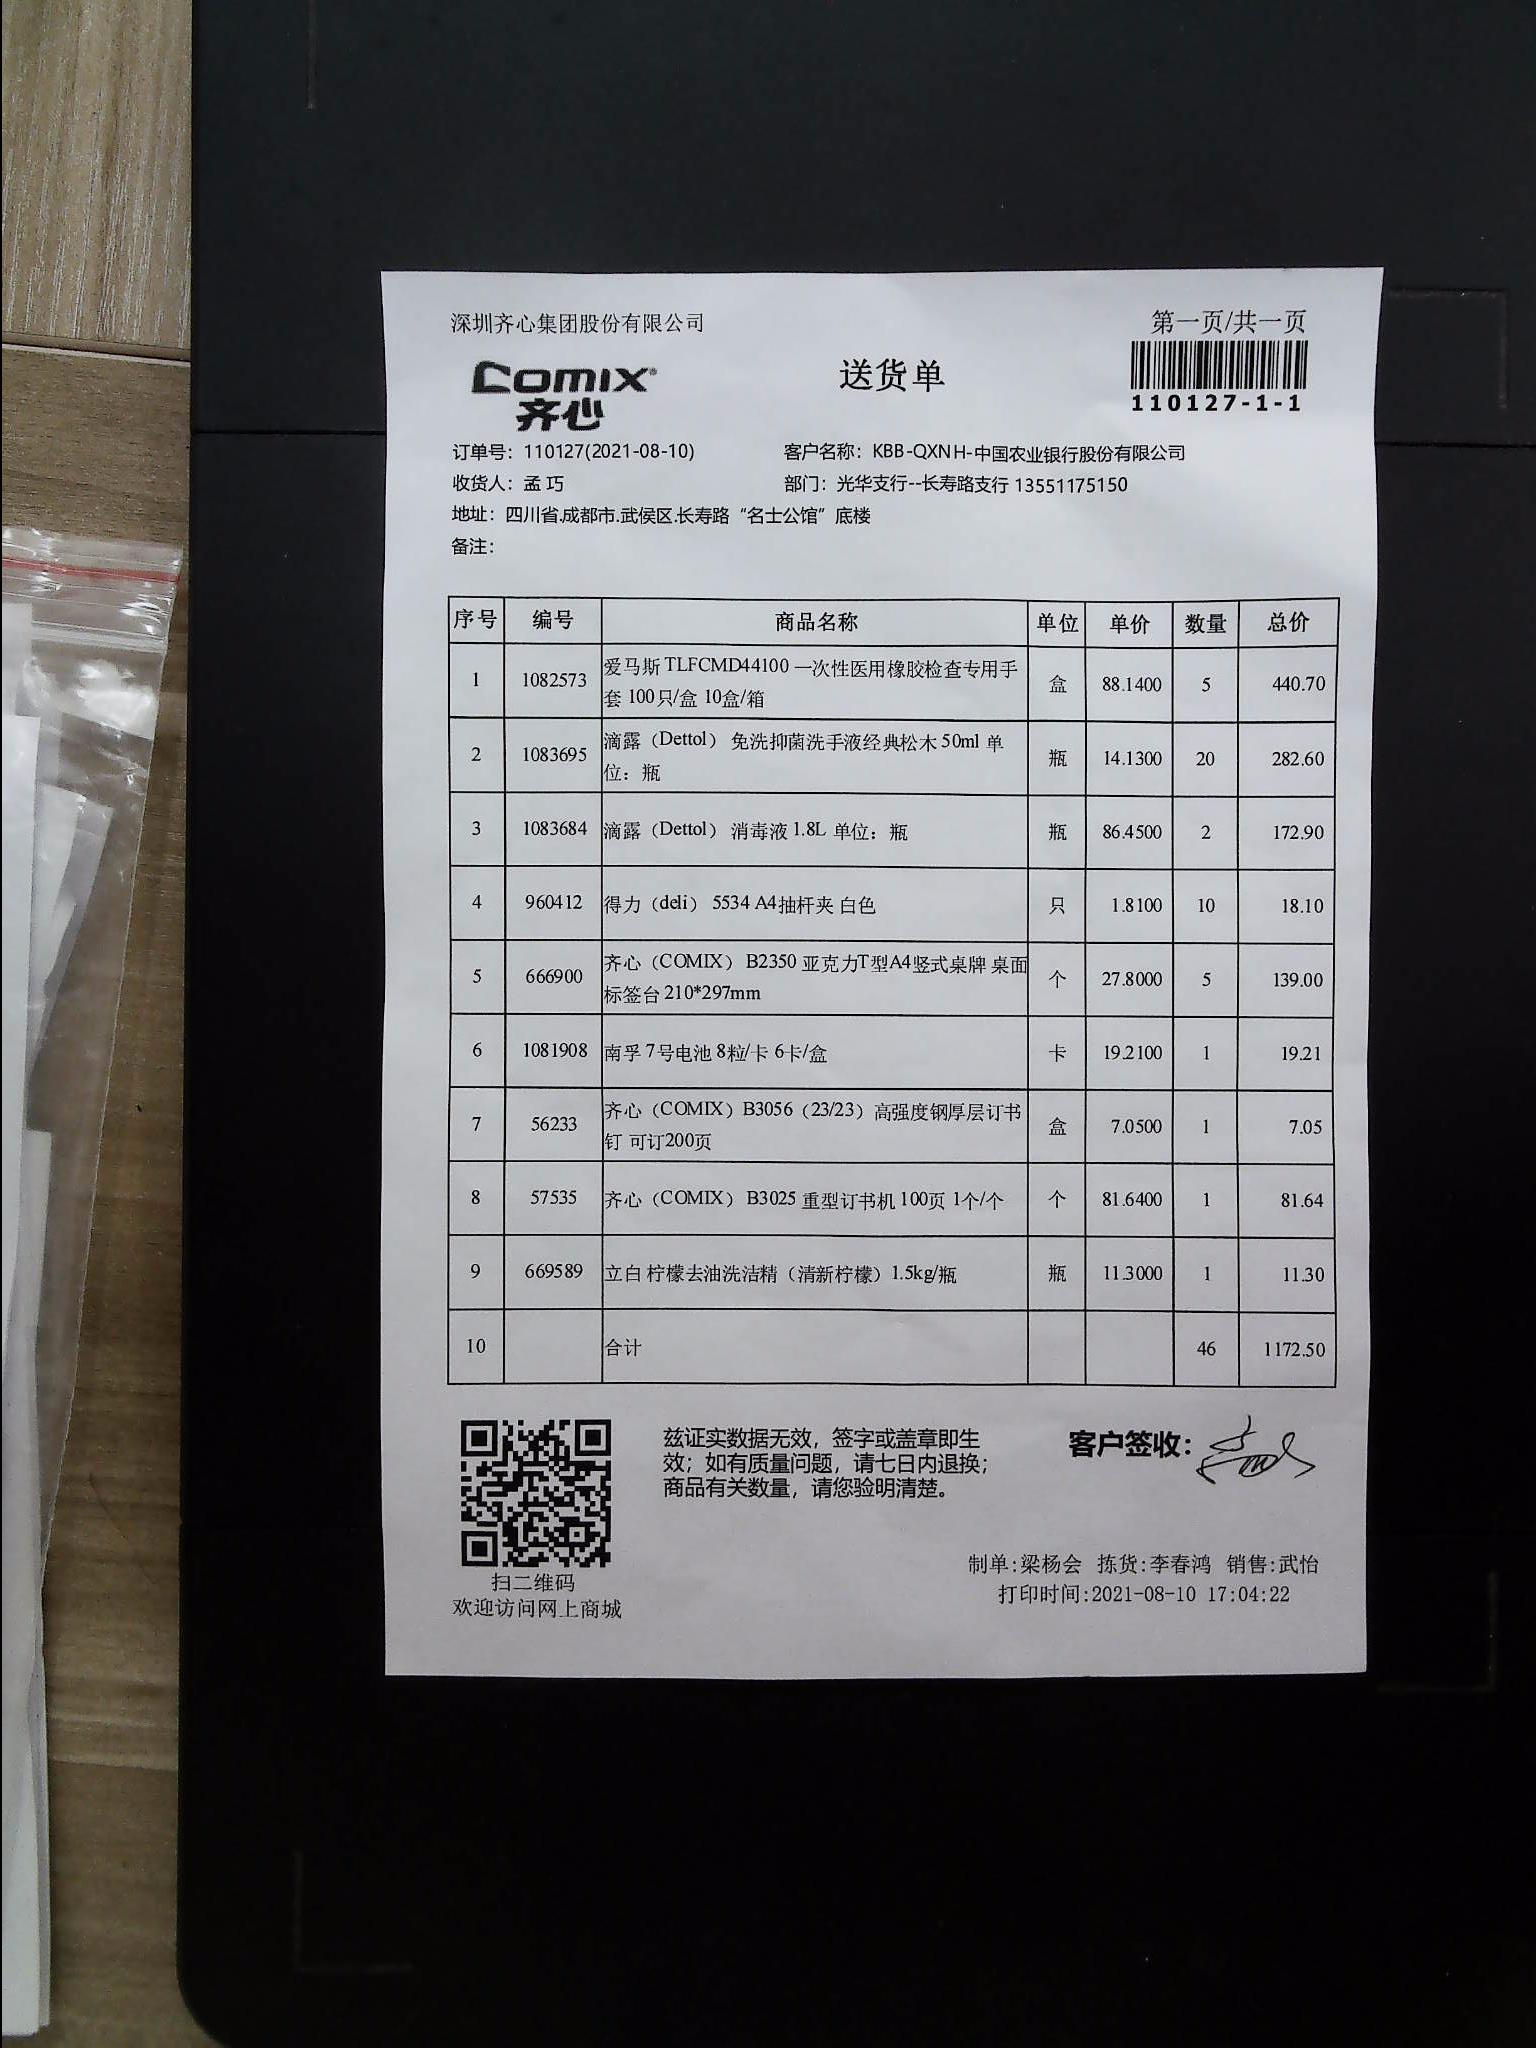 深圳齐心集团股份有限公司
第一页/共一页
COMIX®
齐心
送货单
110127-1-1
订单号：110127(2021-08-10) 客户名称：KBB-QXNH-中国农业银行股份有限公司
收货人：孟 巧 部门：光华支行--长寿路支行 13551175150
地址：四川省.成都市.武侯区.长寿路“名士公馆”底楼
备注：
序号 编号 商品名称 单位 单价 数量 总价
1 1082573 爱马斯 TLFCMD44100 一次性医用橡胶检查专用手 盒 88.1400 5 440.70
套 100只/盒 10盒/箱
2 1083695 滴露（Dettol） 免洗抑菌洗手液经典松木 50ml 单 瓶 14.1300 20 282.60
位：瓶
3 1083684 滴露（Dettol） 消毒液 1.8L 单位：瓶 瓶 86.4500 2 172.90
4 960412 得力（deli） 5534 A4抽杆夹 白色 只 1.8100 10 18.10
5 666900 齐心（COMIX） B2350 亚克力T型A4竖式桌牌 桌面 个 27.8000 5 139.00
标签台 210*297mm
6 1081908 南孚 7号电池 8粒/卡 6卡/盒 卡 19.2100 1 19.21
7 56233 齐心（COMIX）B3056（23/23）高强度钢厚层订书 盒 7.0500 1 7.05
钉 可订200页
8 57535 齐心（COMIX） B3025 重型订书机 100页 1个/个 个 81.6400 1 81.64
9 669589 立白 柠檬去油洗洁精（清新柠檬）1.5kg/瓶 瓶 11.3000 1 11.30
10 合计 46 1172.50
兹证实数据无效，签字或盖章即生
效；如有质量问题，请七日内退换；
商品有关数量，请您验明清楚。
客户签收：
扫二维码
欢迎访问网上商城
制单:梁杨会 拣货:李春鸿 销售:武怡
打印时间:2021-08-10 17:04:22